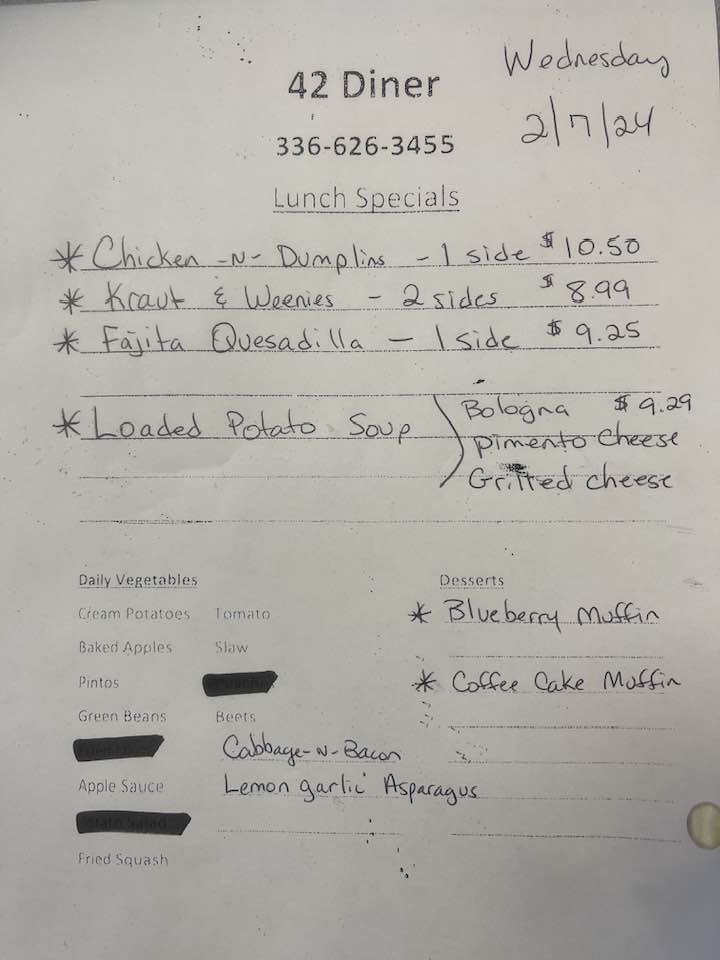 Wednesday
42 Diner
2/7/24
336-626-3455
Lunch Specials
* Chicken -N- Dumplins - 1 side $10.50
* Kraut & Weenies - 2 sides $8.99
* Fajita Quesadilla - 1 side $9.25
* Loaded Potato Soup ) Bologna $9.29
pimento cheese
Grilled cheese
Daily Vegetables
Cream Potatoes Tomato
Baked Apples Slaw
Pintos
Green Beans Beets
Cabbage-N-Bacon
Apple Sauce Lemon garlic Asparagus
Fried Squash
Desserts
* Blueberry Muffin
* Coffee Cake Muffin